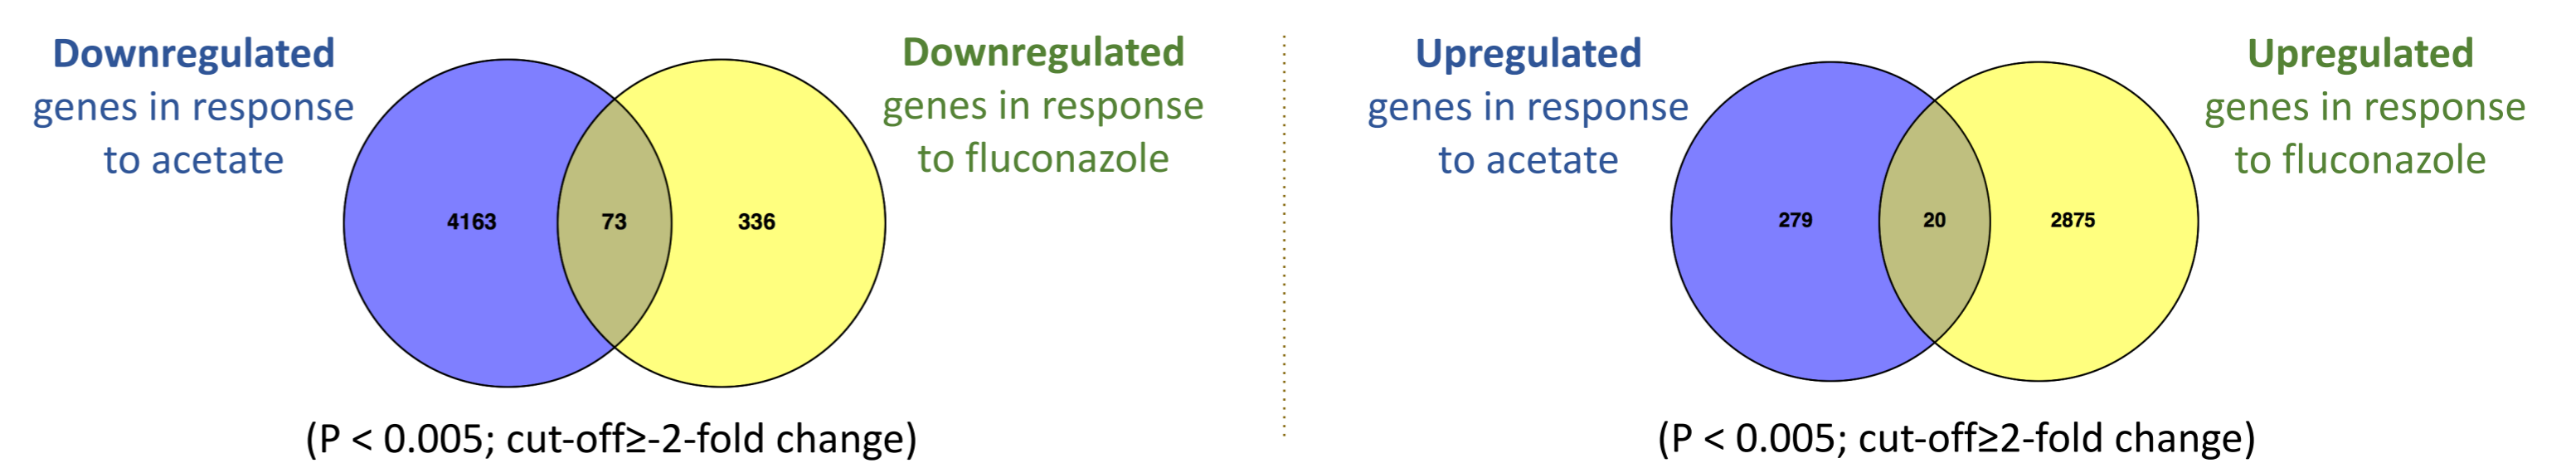 Downregulated
genes in response
to acetate
4163
73
336
Downregulated
genes in response
to fluconazole
(P < 0.005; cut-off≥-2-fold change)
Upregulated
genes in response
to acetate
279
20
2875
Upregulated
genes in response
to fluconazole
(P < 0.005; cut-off≥2-fold change)